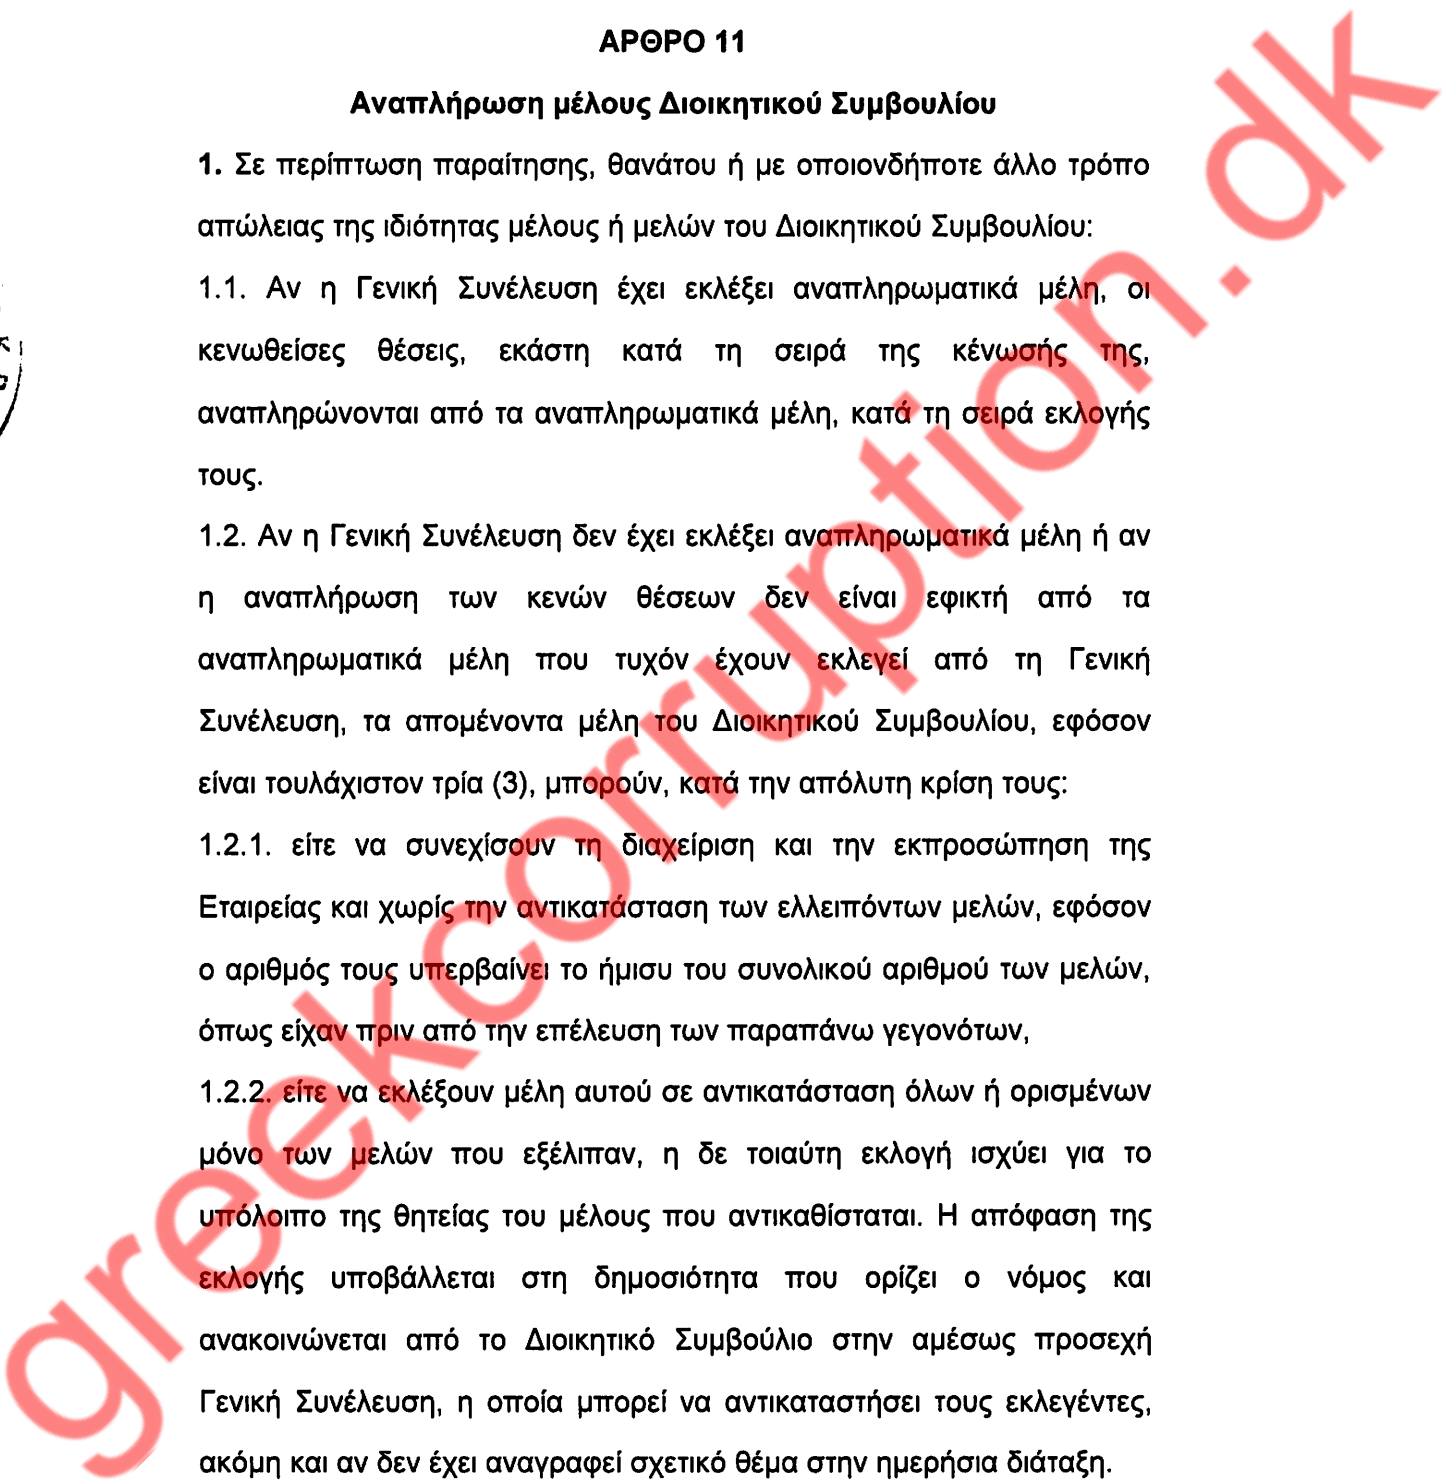 ΑΡΘΡΟ 11
Αναπλήρωση μέλους Διοικητικού Συμβουλίου
1. Σε περίπτωση παραίτησης, θανάτου ή με οποιονδήποτε άλλο τρόπο
απώλειας της ιδιότητας μέλους ή μελών του Διοικητικού Συμβουλίου:
1.1. Αν η Γενική Συνέλευση έχει εκλέξει αναπληρωματικά μέλη, οι
κενωθείσες θέσεις, εκάστη κατά τη σειρά της κένωσής της,
αναπληρώνονται από τα αναπληρωματικά μέλη, κατά τη σειρά εκλογής
τους.
1.2. Αν η Γενική Συνέλευση δεν έχει εκλέξει αναπληρωματικά μέλη ή αν
η αναπλήρωση των κενών θέσεων δεν είναι εφικτή από τα
αναπληρωματικά μέλη που τυχόν έχουν εκλεγεί από τη Γενική
Συνέλευση, τα απομένοντα μέλη του Διοικητικού Συμβουλίου, εφόσον
είναι τουλάχιστον τρία (3), μπορούν, κατά την απόλυτη κρίση τους:
1.2.1. είτε να συνεχίσουν τη διαχείριση και την εκπροσώπηση της
Εταιρείας και χωρίς την αντικατάσταση των ελλειπόντων μελών, εφόσον
ο αριθμός τους υπερβαίνει το ήμισυ του συνολικού αριθμού των μελών,
όπως είχαν πριν από την επέλευση των παραπάνω γεγονότων,
1.2.2. είτε να εκλέξουν μέλη αυτού σε αντικατάσταση όλων ή ορισμένων
μόνο των μελών που εξέλιπαν, η δε τοιαύτη εκλογή ισχύει για το
υπόλοιπο της θητείας του μέλους που αντικαθίσταται. Η απόφαση της
εκλογής υποβάλλεται στη δημοσιότητα που ορίζει ο νόμος και
ανακοινώνεται από το Διοικητικό Συμβούλιο στην αμέσως προσεχή
Γενική Συνέλευση, η οποία μπορεί να αντικαταστήσει τους εκλεγέντες,
ακόμη και αν δεν έχει αναγραφεί σχετικό θέμα στην ημερήσια διάταξη.
greekcorruption.dk